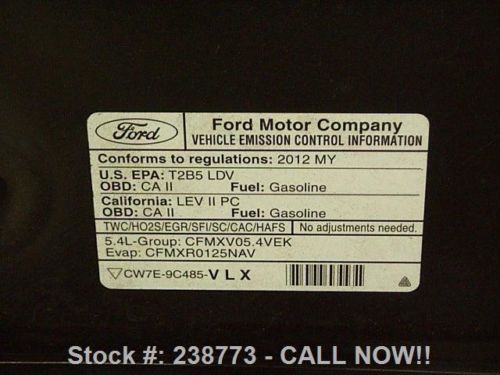 Ford
Ford Motor Company
VEHICLE EMISSION CONTROL INFORMATION
Conforms to regulations: 2012 MY
U.S. EPA: T2B5 LDV
OBD: CA II Fuel: Gasoline
California: LEV II PC
OBD: CA II Fuel: Gasoline
TWC/HO2S/EGR/SFI/SC/CAC/HAFS No adjustments needed.
5.4L-Group: CFMXV05.4VEK
Evap: CFMXR0125NAV
CW7E-9C485-VLX
Stock #: 238773 - CALL NOW!!